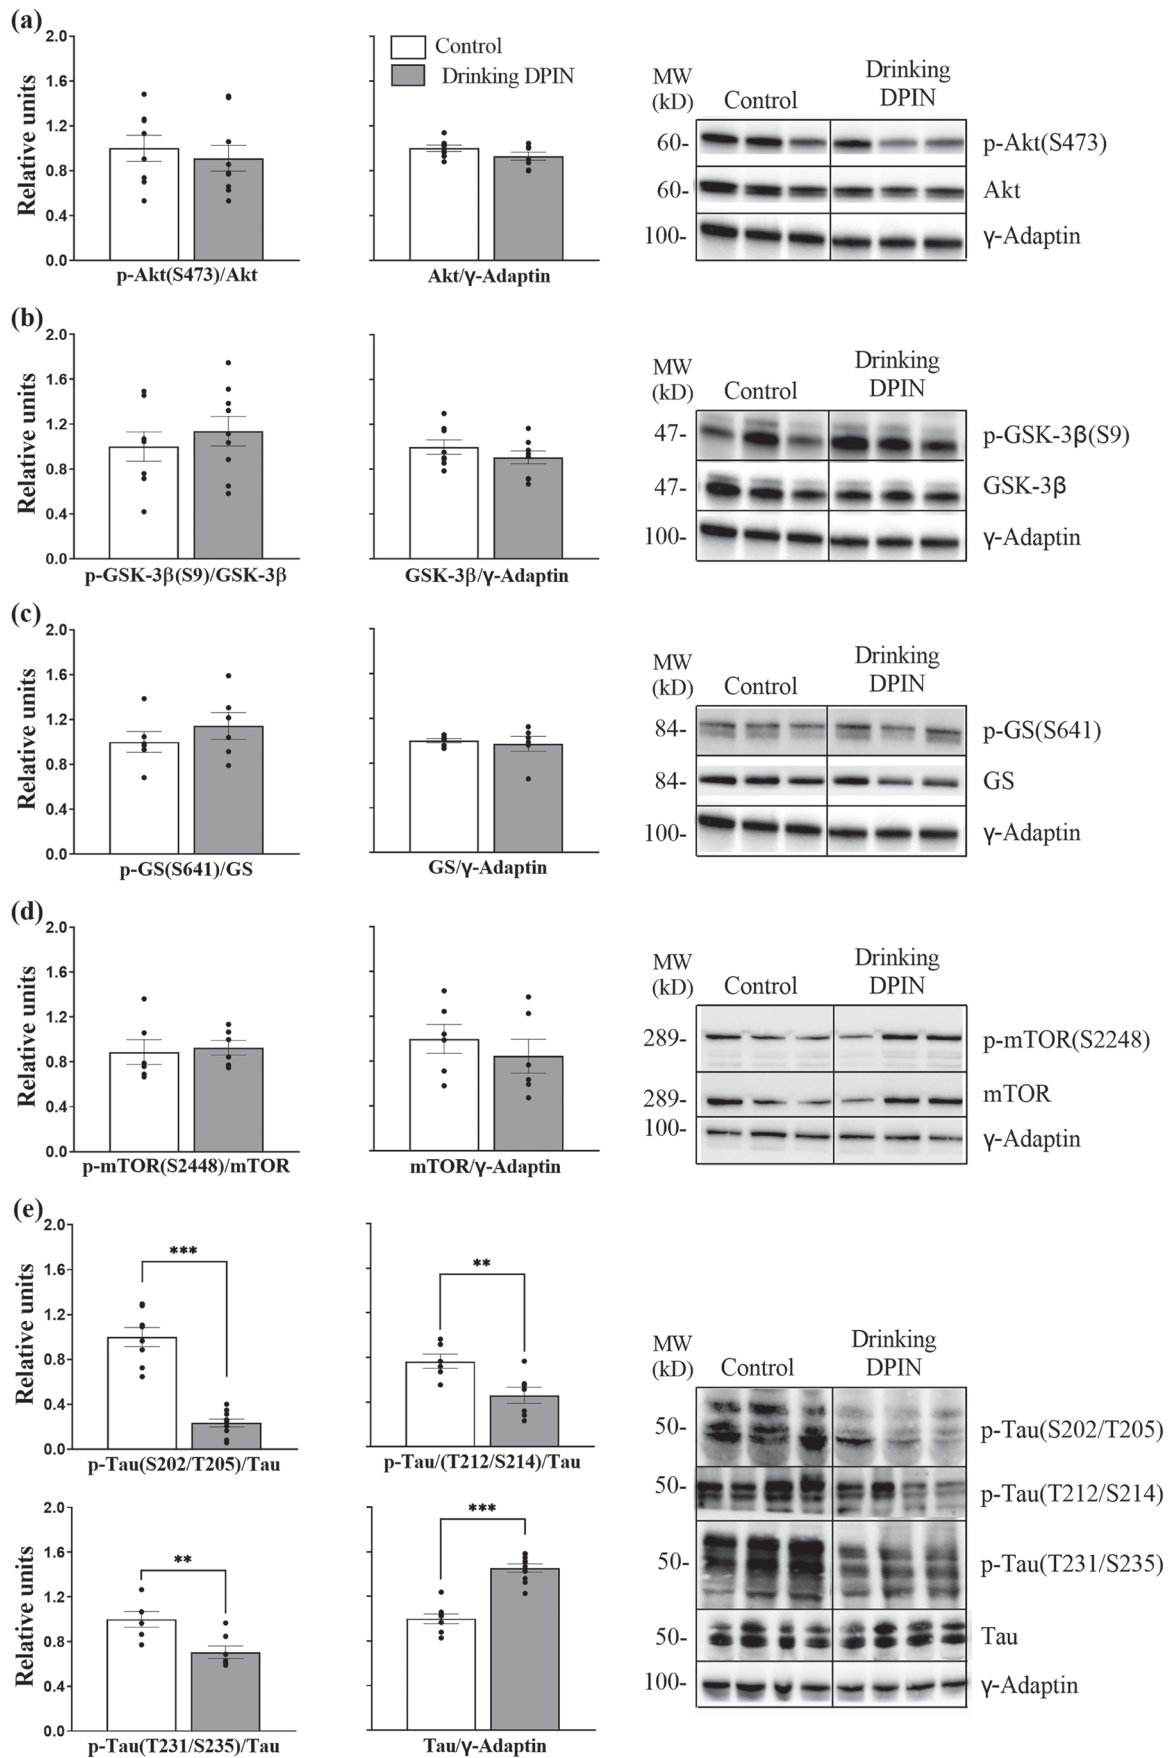 (a)
Relative units
2.0
1.6
1.2
0.8
0.4
0.0
p-Akt(S473)/Akt
Control
Drinking DPIN
Akt/γ-Adaptin
MW
(kD)
Control
Drinking
DPIN
60-
p-Akt(S473)
60-
Akt
100-
γ-Adaptin
(b)
Relative units
2.0
1.6
1.2
0.8
0.4
0.0
p-GSK-3β(S9)/GSK-3β
GSK-3β/γ-Adaptin
MW
(kD)
Control
Drinking
DPIN
47-
p-GSK-3β(S9)
47-
GSK-3β
100-
γ-Adaptin
(c)
Relative units
2.0
1.6
1.2
0.8
0.4
0.0
p-GS(S641)/GS
GS/γ-Adaptin
MW
(kD)
Control
Drinking
DPIN
84-
p-GS(S641)
84-
GS
100-
γ-Adaptin
(d)
Relative units
2.0
1.6
1.2
0.8
0.4
0.0
p-mTOR(S2448)/mTOR
mTOR/γ-Adaptin
MW
(kD)
Control
Drinking
DPIN
289-
p-mTOR(S2248)
289-
mTOR
100-
γ-Adaptin
(e)
Relative units
2.0
1.6
1.2
0.8
0.4
0.0
***
p-Tau(S202/T205)/Tau
**
p-Tau/(T212/S214)/Tau
Relative units
2.0
1.6
1.2
0.8
0.4
0.0
**
p-Tau(T231/S235)/Tau
***
Tau/γ-Adaptin
MW
(kD)
Control
Drinking
DPIN
50-
p-Tau(S202/T205)
50-
p-Tau(T212/S214)
50-
p-Tau(T231/S235)
50-
Tau
100-
γ-Adaptin